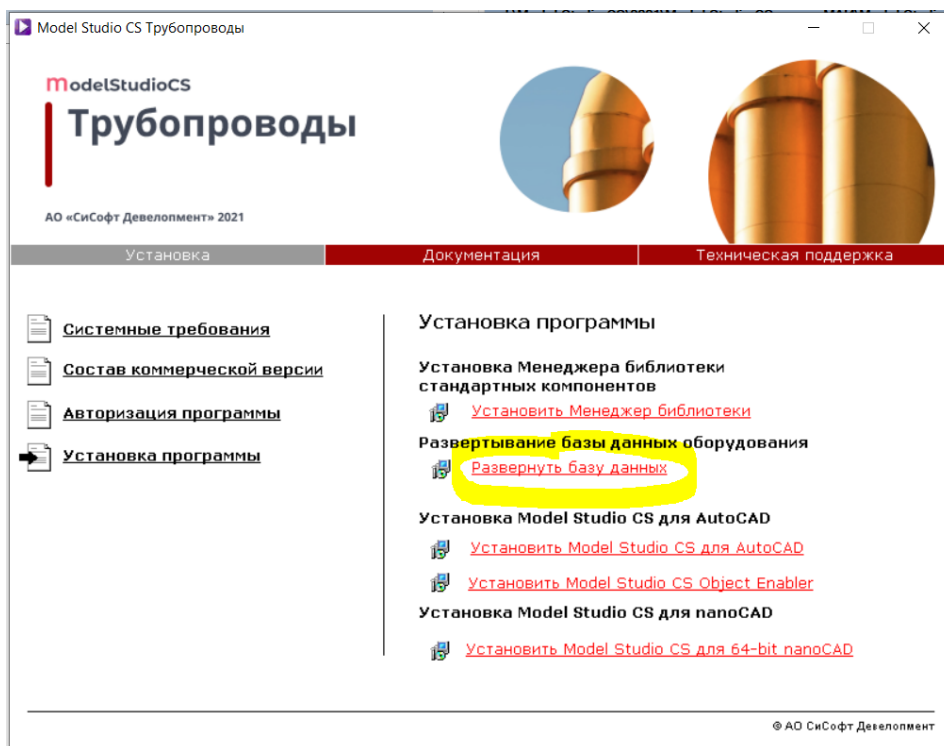 Model Studio CS Трубопроводы
modelStudioCS
Трубопроводы
АО «СиСофт Девелопмент» 2021
Установка
Документация
Техническая поддержка
Системные требования
Состав коммерческой версии
Авторизация программы
Установка программы
Установка программы
Установка Менеджера библиотеки
стандартных компонентов
Установить Менеджер библиотеки
Развертывание базы данных оборудования
Развернуть базу данных
Установка Model Studio CS для AutoCAD
Установить Model Studio CS для AutoCAD
Установить Model Studio CS Object Enabler
Установка Model Studio CS для nanoCAD
Установить Model Studio CS для 64-bit nanoCAD
© АО СиСофт Девелопмент